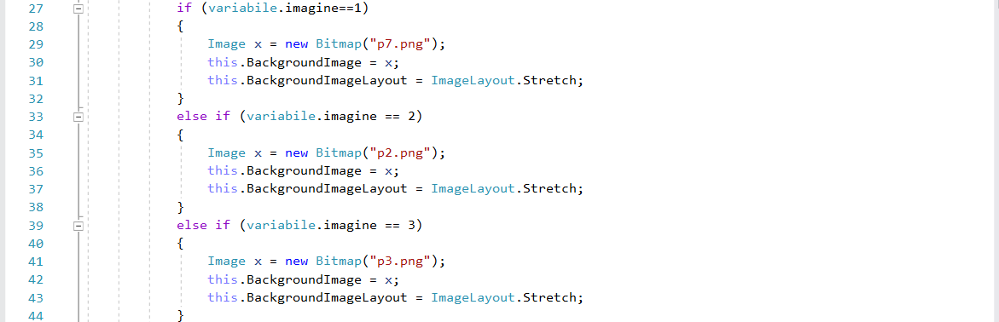 27 if (variabile.imagine==1)
28 {
29 Image x = new Bitmap("p7.png");
30 this.BackgroundImage = x;
31 this.BackgroundImageLayout = ImageLayout.Stretch;
32 }
33 else if (variabile.imagine == 2)
34 {
35 Image x = new Bitmap("p2.png");
36 this.BackgroundImage = x;
37 this.BackgroundImageLayout = ImageLayout.Stretch;
38 }
39 else if (variabile.imagine == 3)
40 {
41 Image x = new Bitmap("p3.png");
42 this.BackgroundImage = x;
43 this.BackgroundImageLayout = ImageLayout.Stretch;
44 }